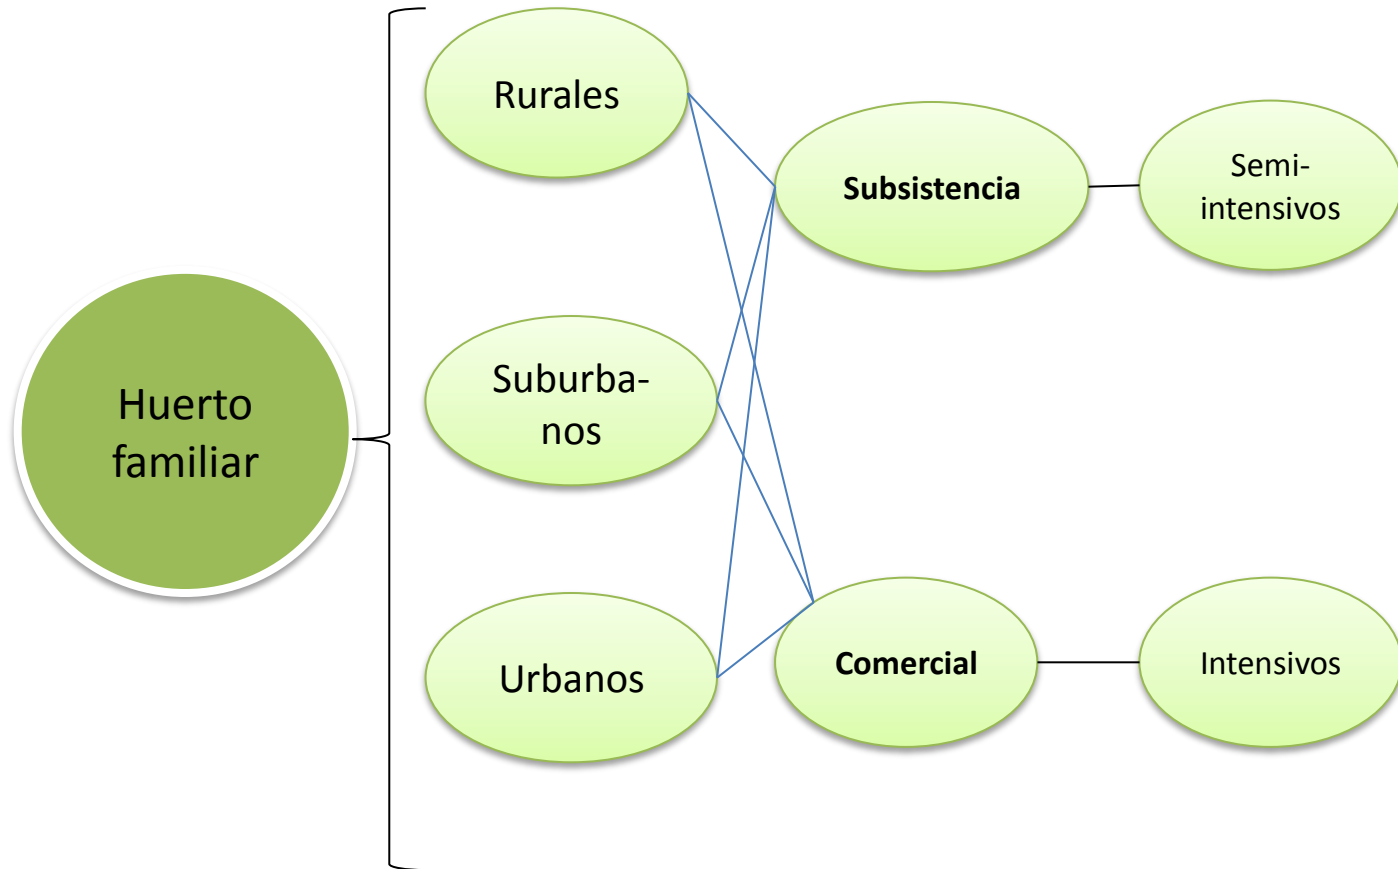 Huerto
familiar
Rurales
Suburba-
nos
Urbanos
Subsistencia
Comercial
Semi-
intensivos
Intensivos